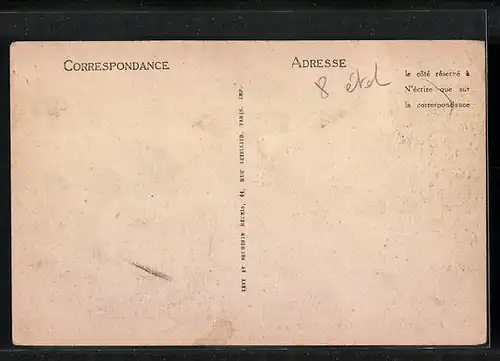 CORRESPONDANCE
ADRESSE
le côté réservé à
N'écrire que sur
la correspondance
LEVY ET NEURDEIN REUNIS, 44, RUE LETELLIER, PARIS. IMP.
8